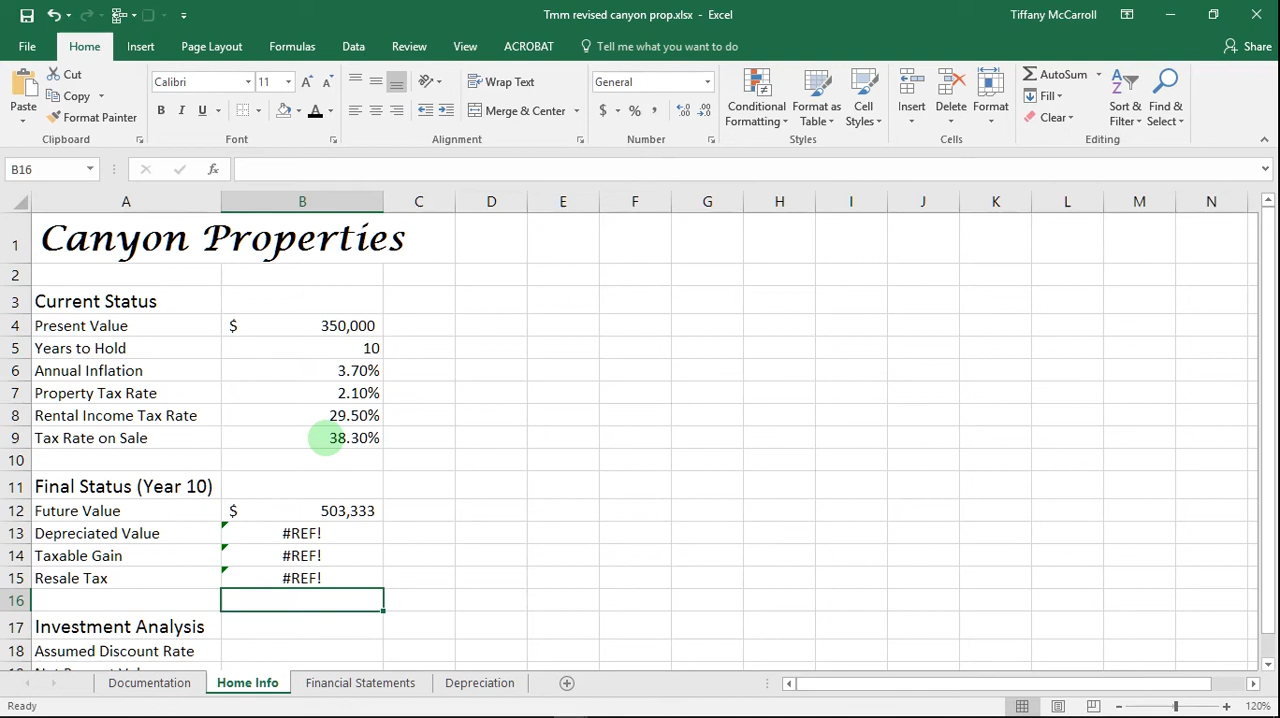 Tmm revised canyon prop.xlsx - Excel
Tiffany McCarroll
File Home Insert Page Layout Formulas Data Review View ACROBAT Tell me what you want to do Share
Paste
Cut
Copy
Format Painter
Clipboard
Calibri 11
B I U A
Font
Wrap Text
Merge & Center
Alignment
General
$ % ,
Number
Conditional Formatting
Format as Table
Cell Styles
Styles
Insert
Delete
Format
Cells
AutoSum
Fill
Clear
Sort & Filter
Find & Select
Editing
B16 fx
A B C D E F G H I J K L M N
1 Canyon Properties
2
3 Current Status
4 Present Value $ 350,000
5 Years to Hold 10
6 Annual Inflation 3.70%
7 Property Tax Rate 2.10%
8 Rental Income Tax Rate 29.50%
9 Tax Rate on Sale 38.30%
10
11 Final Status (Year 10)
12 Future Value $ 503,333
13 Depreciated Value #REF!
14 Taxable Gain #REF!
15 Resale Tax #REF!
16
17 Investment Analysis
18 Assumed Discount Rate
Documentation Home Info Financial Statements Depreciation
Ready 120%